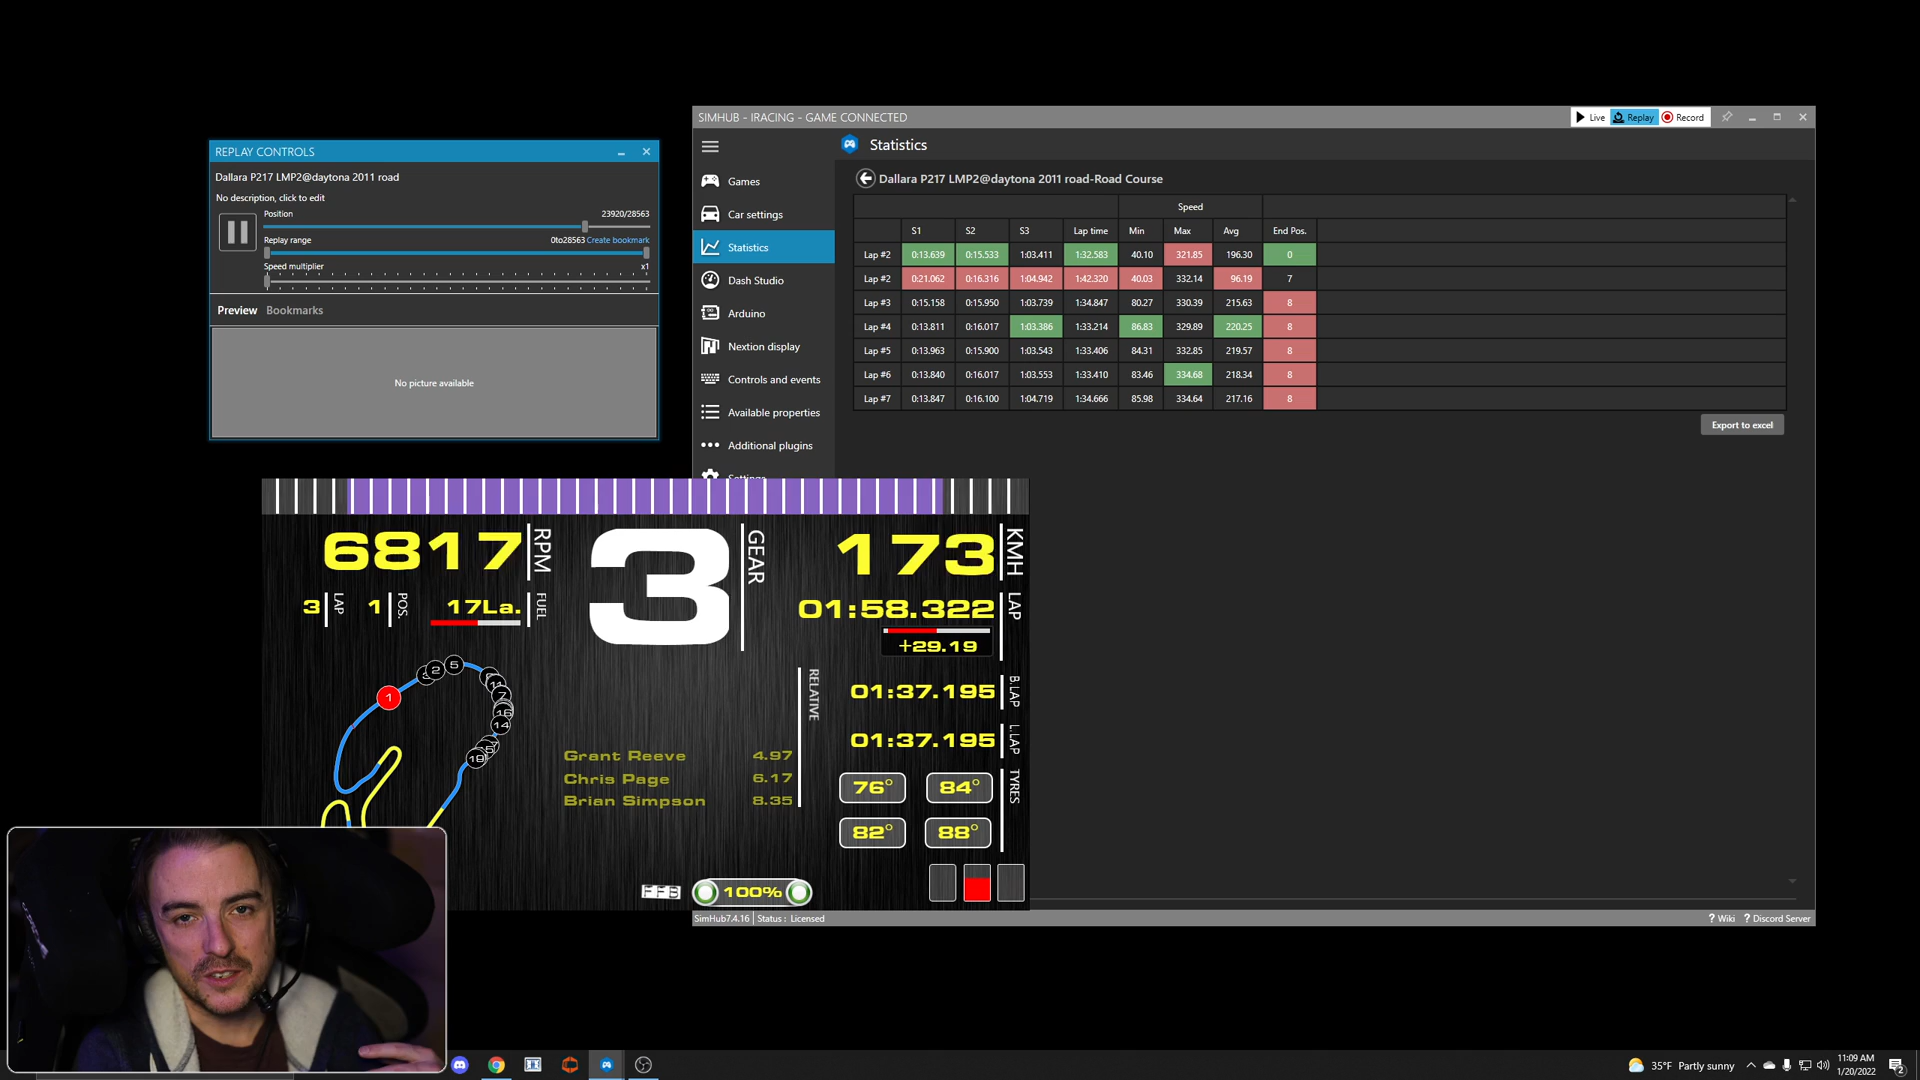 SIMHUB - IRACING - GAME CONNECTED
Live Replay Record
REPLAY CONTROLS
Dallara P217 LMP2@daytona 2011 road
No description, click to edit
Position 23920/28563
Replay range 0to28563 Create bookmark
Speed multiplier x1
Preview Bookmarks
No picture available
Games
Car settings
Statistics
Dash Studio
Arduino
Nextion display
Controls and events
Available properties
Additional plugins
Settings
Statistics
Dallara P217 LMP2@daytona 2011 road-Road Course
Speed
S1 S2 S3 Lap time Min Max Avg End Pos.
Lap #2 0:13.639 0:15.533 1:03.411 1:32.583 40.10 321.85 196.30 0
Lap #2 0:21.062 0:16.316 1:04.942 1:42.320 40.03 332.14 96.19 7
Lap #3 0:15.158 0:15.950 1:03.739 1:34.847 80.27 330.39 215.63 8
Lap #4 0:13.811 0:16.017 1:03.386 1:33.214 86.83 329.89 220.25 8
Lap #5 0:13.963 0:15.900 1:03.543 1:33.406 84.31 332.85 219.57 8
Lap #6 0:13.840 0:16.017 1:03.553 1:33.410 83.46 334.68 218.34 8
Lap #7 0:13.847 0:16.100 1:04.719 1:34.666 85.98 334.64 217.16 8
Export to excel
6817 RPM
3 GEAR
173 KMH
3 LAP 1 POS. 17La. FUEL
01:58.322 LAP
+29.19
1 2 5 7 14 19
RELATIVE
01:37.195 B.LAP
01:37.195 L.LAP
Grant Reeve 4.97
Chris Page 6.17
Brian Simpson 8.35
76° 84°
82° 88°
TYRES
FFB 100%
SimHub7.4.16 Status : Licensed
? Wiki ? Discord Server
35°F Partly sunny
11:09 AM
1/20/2022
2